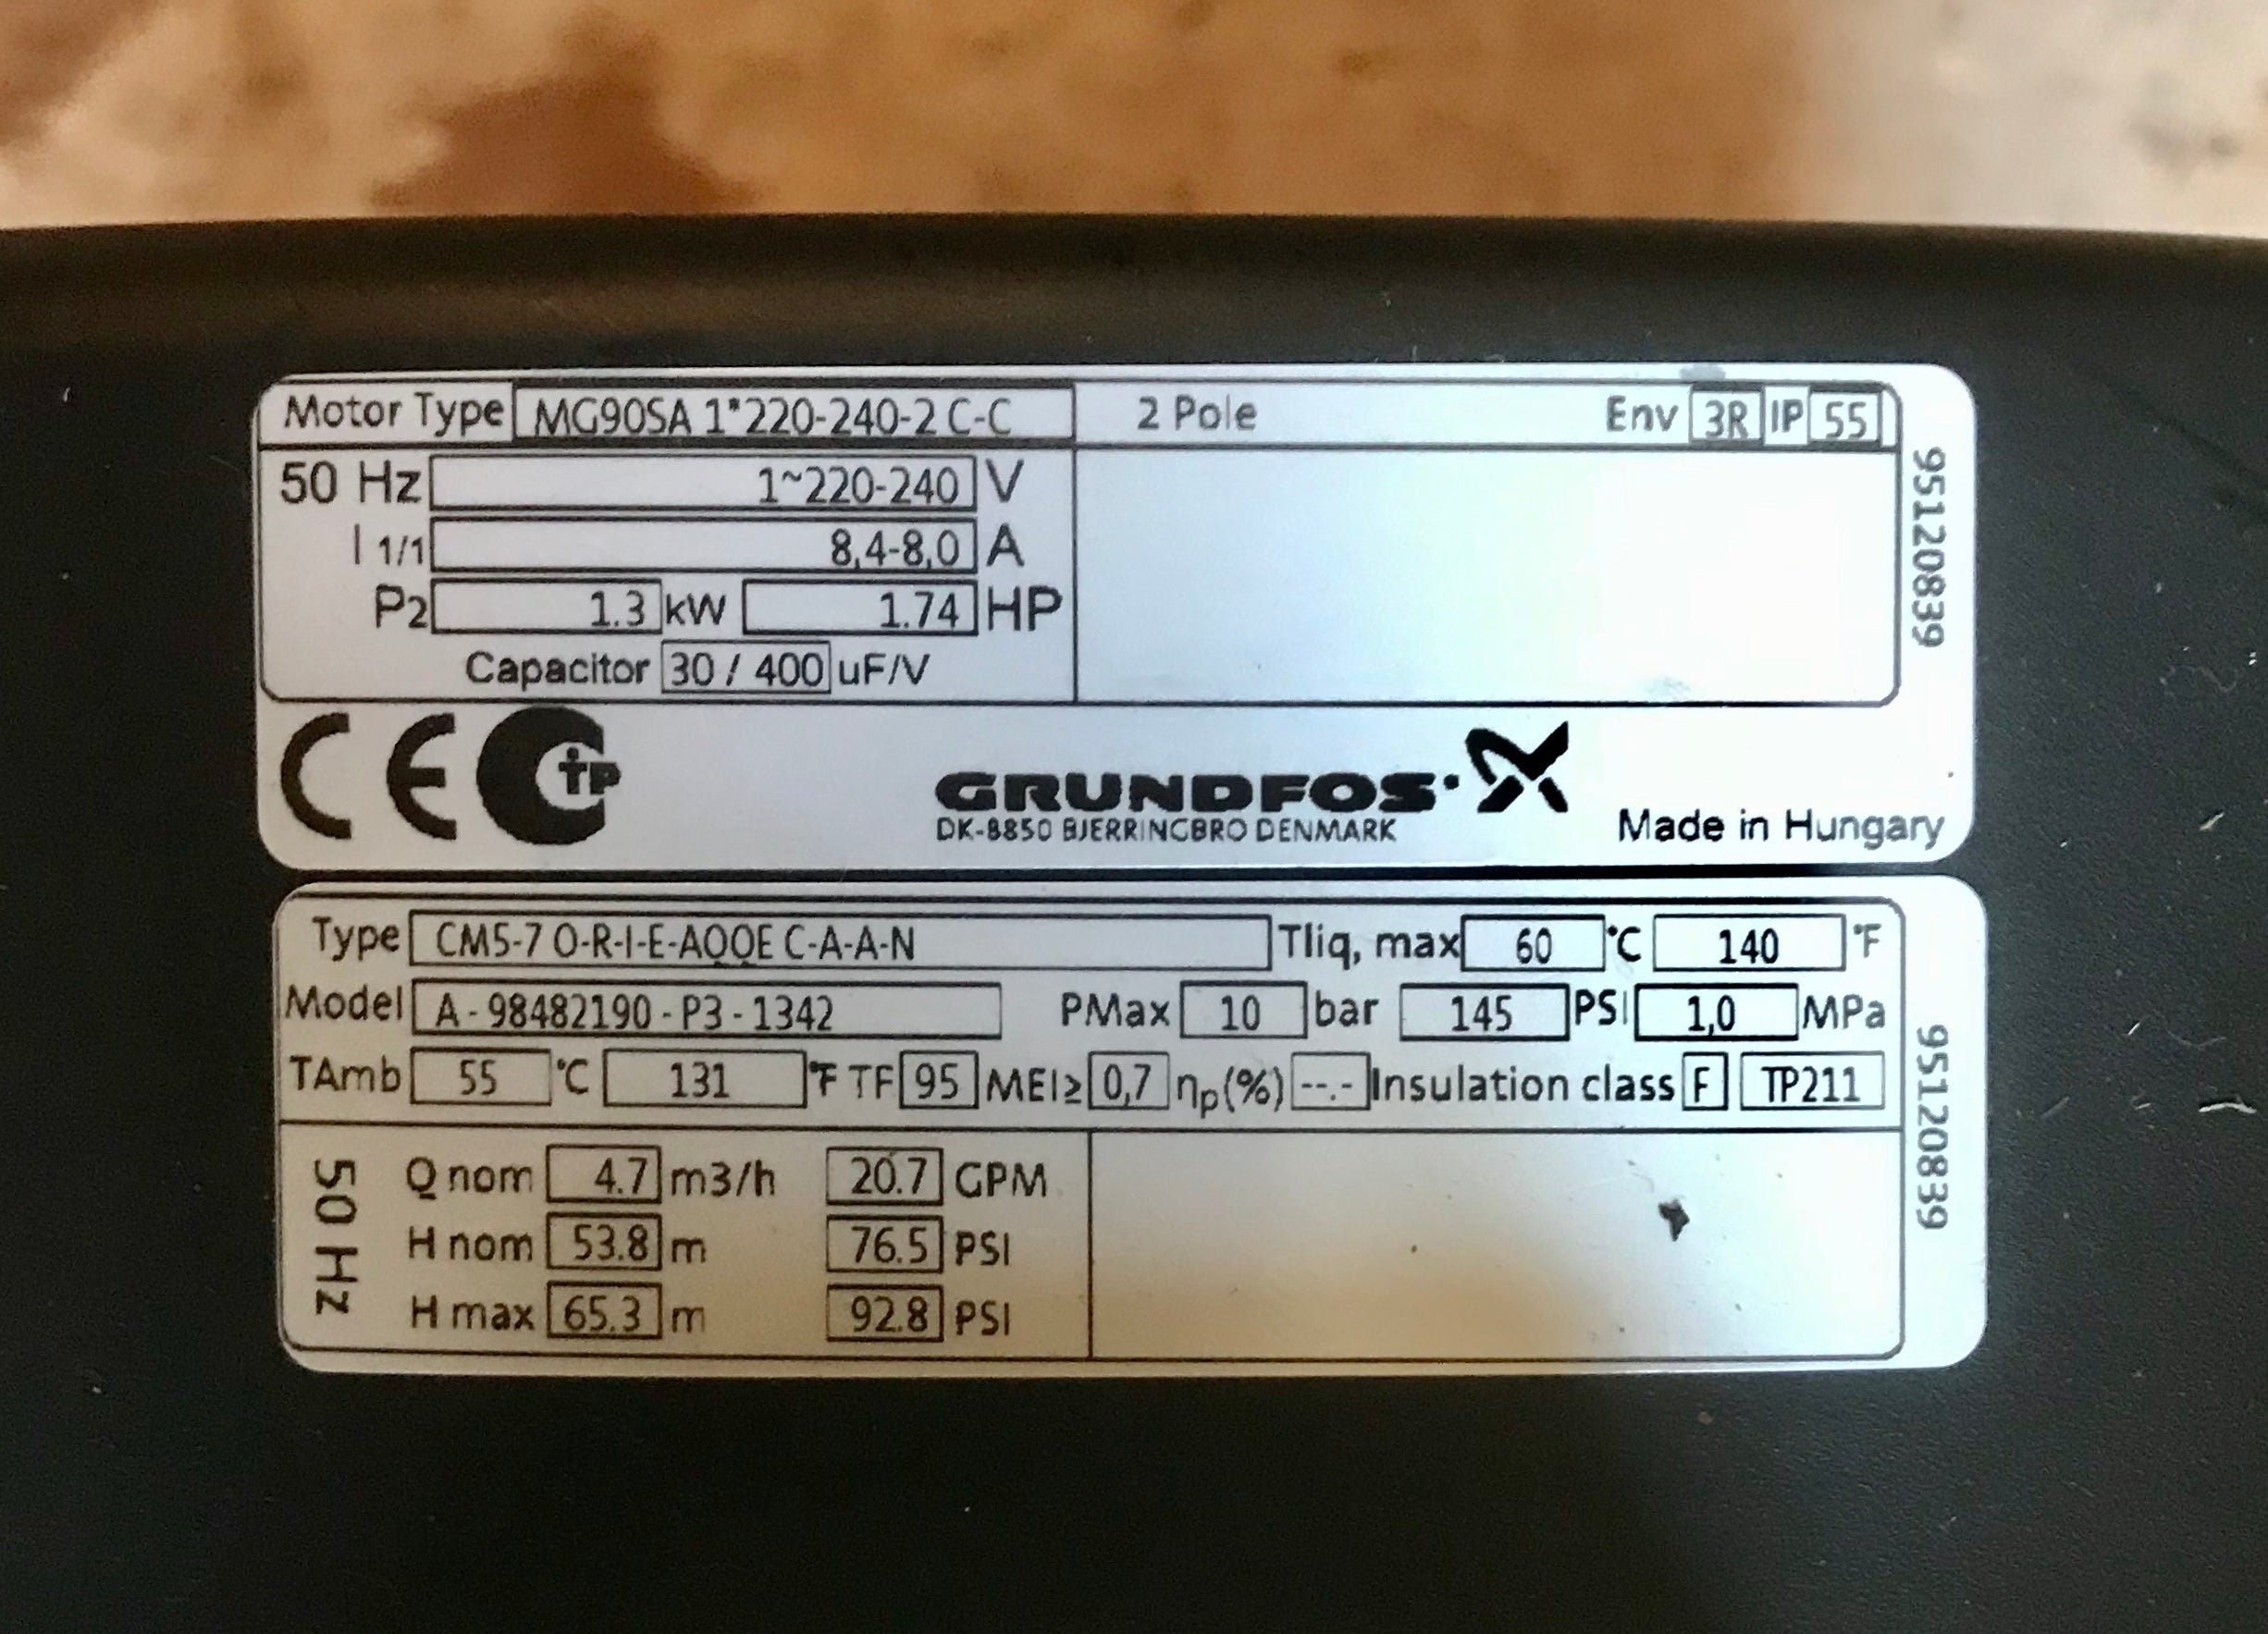 Motor Type MG90SA 1*220-240-2 C-C 2 Pole Env 3R IP 55
50 Hz 1~220-240 V
I 1/1 8,4-8,0 A
P2 1.3 kW 1.74 HP
Capacitor 30 / 400 uF/V
95120839
CE
GRUNDFOS
DK-8850 BJERRINGBRO DENMARK
Made in Hungary
Type CM5-7 O-R-I-E-AQQE C-A-A-N Tliq, max 60 °C 140 °F
Model A - 98482190 - P3 - 1342 PMax 10 bar 145 PSI 1,0 MPa
TAmb 55 °C 131 °F TF 95 MEI≥ 0,7 ηp(%) --.- Insulation class F TP211
50 Hz
Q nom 4.7 m3/h 20.7 GPM
H nom 53.8 m 76.5 PSI
H max 65.3 m 92.8 PSI
95120839